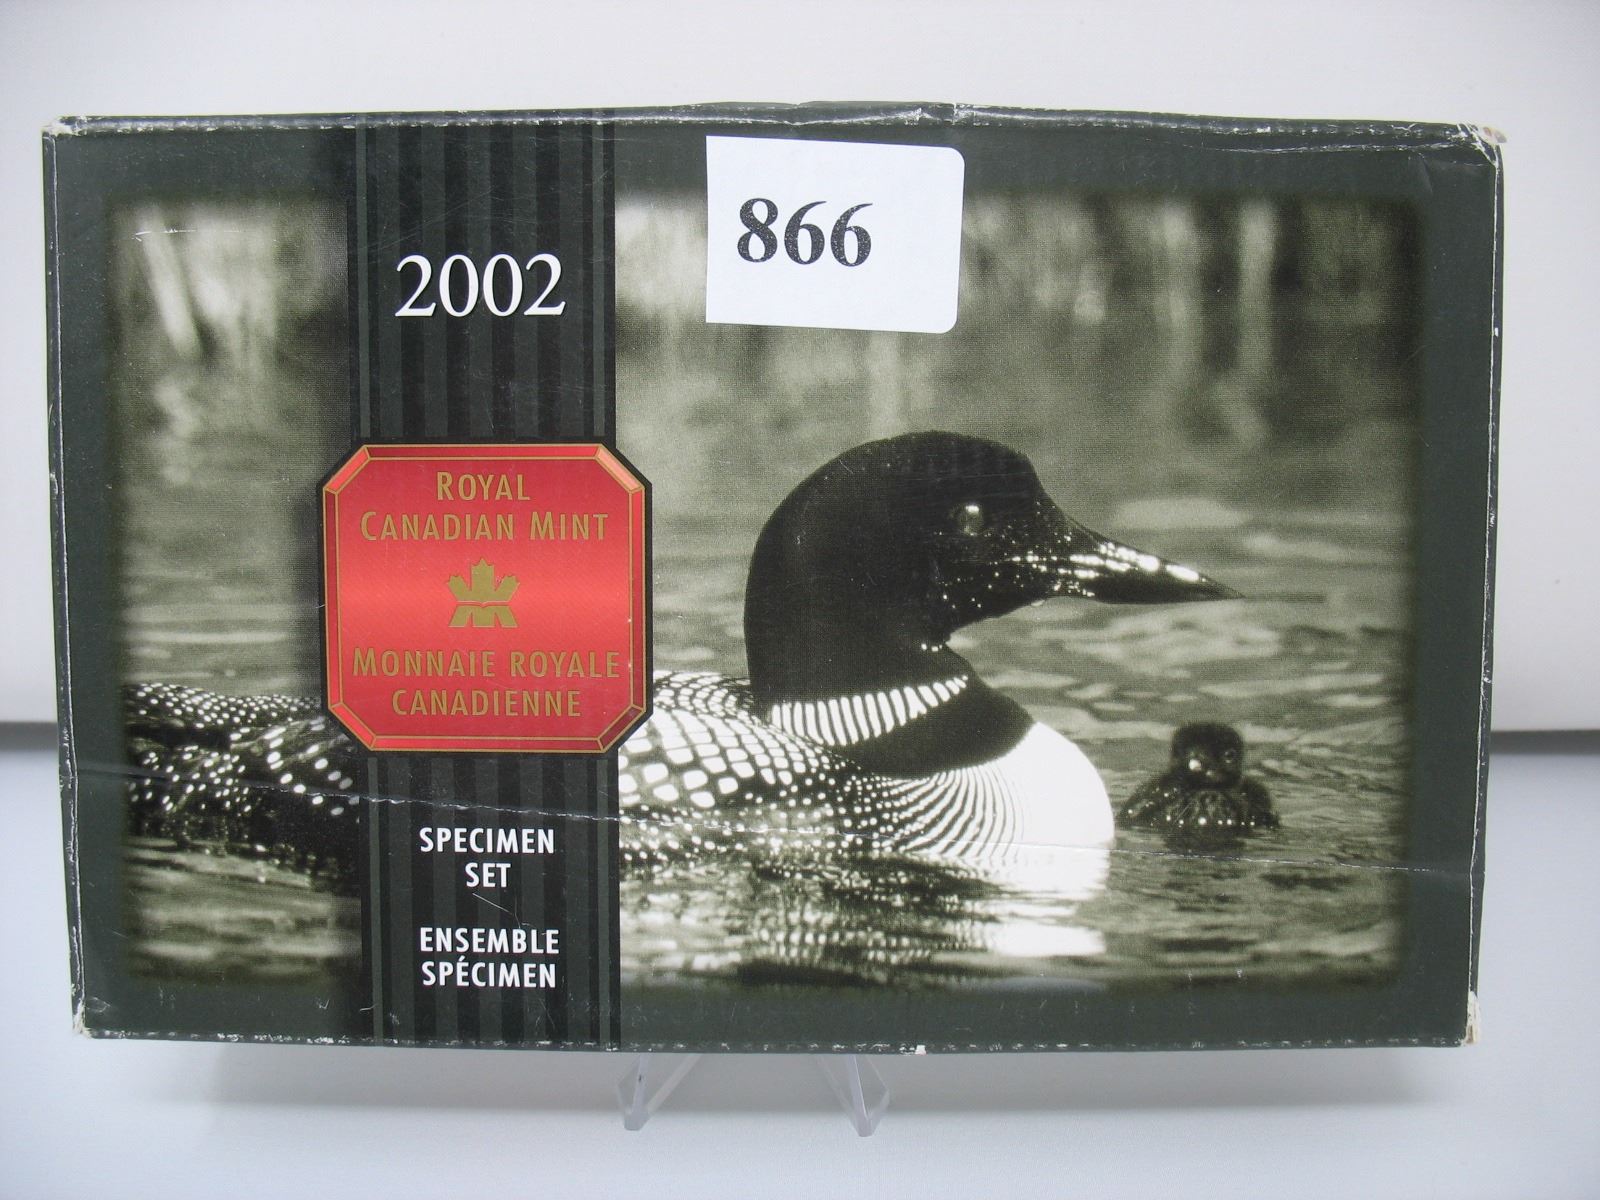 866
2002
ROYAL
CANADIAN MINT
MONNAIE ROYALE
CANADIENNE
SPECIMEN
SET
ENSEMBLE
SPÉCIMEN